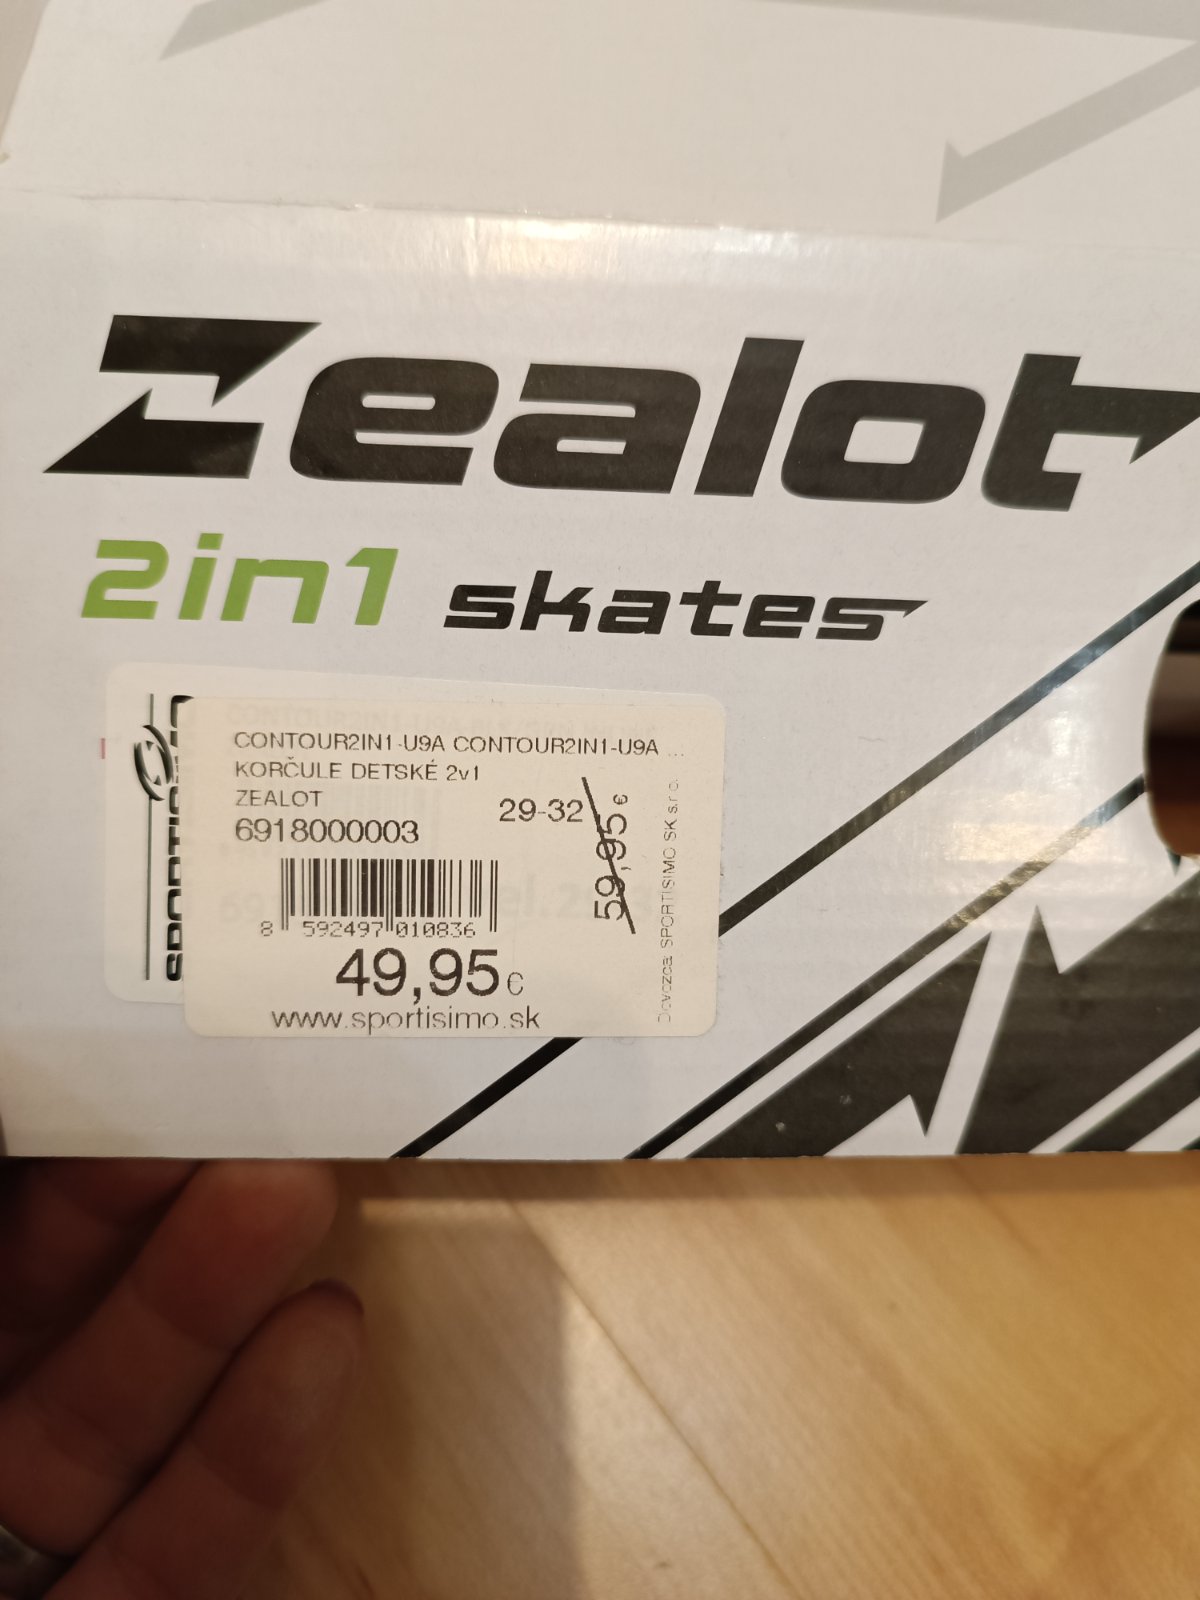 Zealot
2in1 skates
SPORTISIMO
CONTOUR2IN1-U9A CONTOUR2IN1-U9A ...
KORČULE DETSKÉ 2v1
ZEALOT
29-32
59,95 €
6918000003
8 592497 010836
49,95 €
www.sportisimo.sk
Dovozca: SPORTISIMO SK s.r.o.